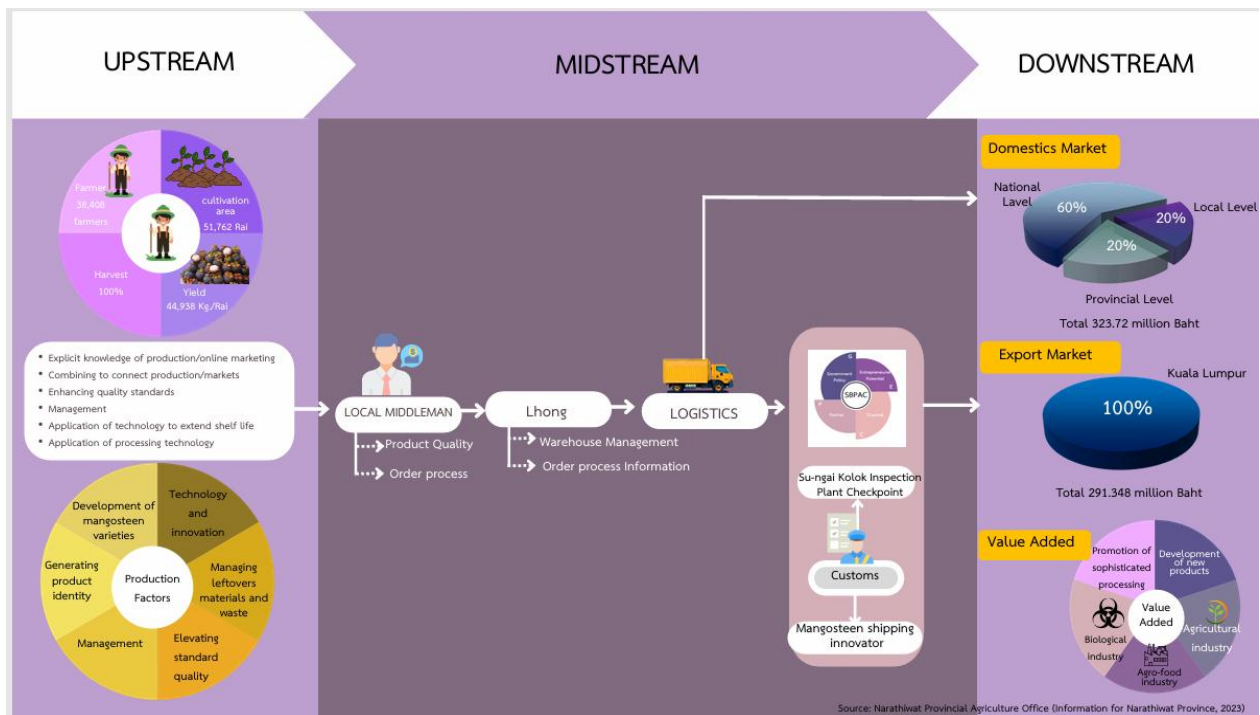 UPSTREAM
MIDSTREAM
DOWNSTREAM
Farmer
38,408
farmers
cultivation
area
51,762 Rai
Harvest
100%
Yield
44,938 Kg./Rai
Explicit knowledge of production/online marketing
Combining to connect production/markets
Enhancing quality standards
Management
Application of technology to extend shelf life
Application of processing technology
Development of
mangosteen
varieties
Technology
and
innovation
Generating
product
identity
Production
Factors
Managing
leftovers
materials and
waste
Management
Elevating
standard
quality
LOCAL MIDDLEMAN
Product Quality
Order process
Lhong
Warehouse Management
Order process Information
LOGISTICS
G
Government
Policy
Entrepreneurial
Potential
E
SBPAC
Su-ngai Kolok Inspection
Plant Checkpoint
Customs
Mangosteen shipping
innovator
Domestics Market
National
Lavel
60%
Local Level
20%
20%
Provincial Level
Total 323.72 million Baht
Export Market
Kuala Lumpur
100%
Total 291.348 million Baht
Value Added
Promotion of
sophisticated
processing
Development
of new
products
Value
Added
Biological
industry
Agricultural
industry
Agro-food
industry
Source: Narathiwat Provincial Agriculture Office (Information for Narathiwat Province, 2023)